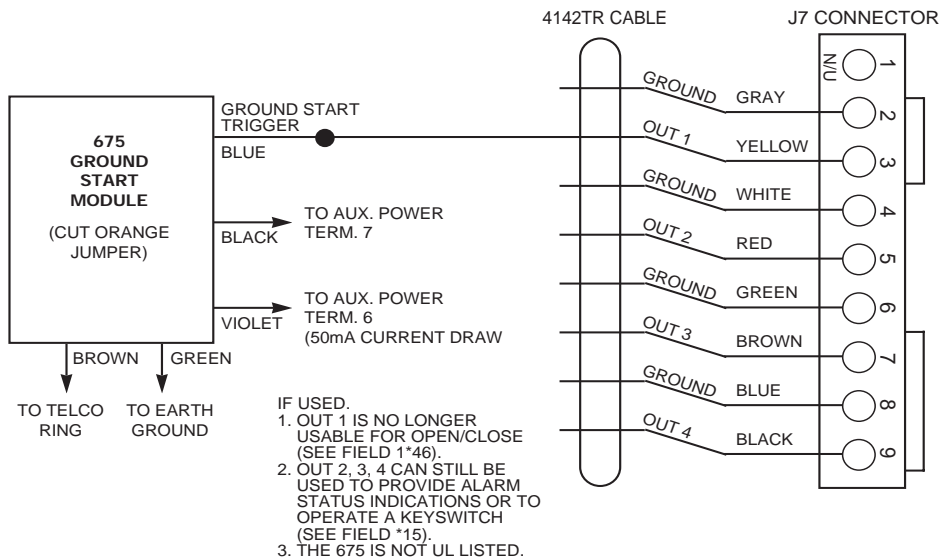 4142TR CABLE
J7 CONNECTOR
675
GROUND
START
MODULE
(CUT ORANGE
JUMPER)
GROUND START
TRIGGER
BLUE
BLACK
TO AUX. POWER
TERM. 7
VIOLET
TO AUX. POWER
TERM. 6
(50mA CURRENT DRAW
BROWN
GREEN
TO TELCO
RING
TO EARTH
GROUND
IF USED.
1. OUT 1 IS NO LONGER
USABLE FOR OPEN/CLOSE
(SEE FIELD 1*46).
2. OUT 2, 3, 4 CAN STILL BE
USED TO PROVIDE ALARM
STATUS INDICATIONS OR TO
OPERATE A KEYSWITCH
(SEE FIELD *15).
3. THE 675 IS NOT UL LISTED.
N/U
1
GROUND
GRAY
2
OUT 1
YELLOW
3
GROUND
WHITE
4
OUT 2
RED
5
GROUND
GREEN
6
OUT 3
BROWN
7
GROUND
BLUE
8
OUT 4
BLACK
9